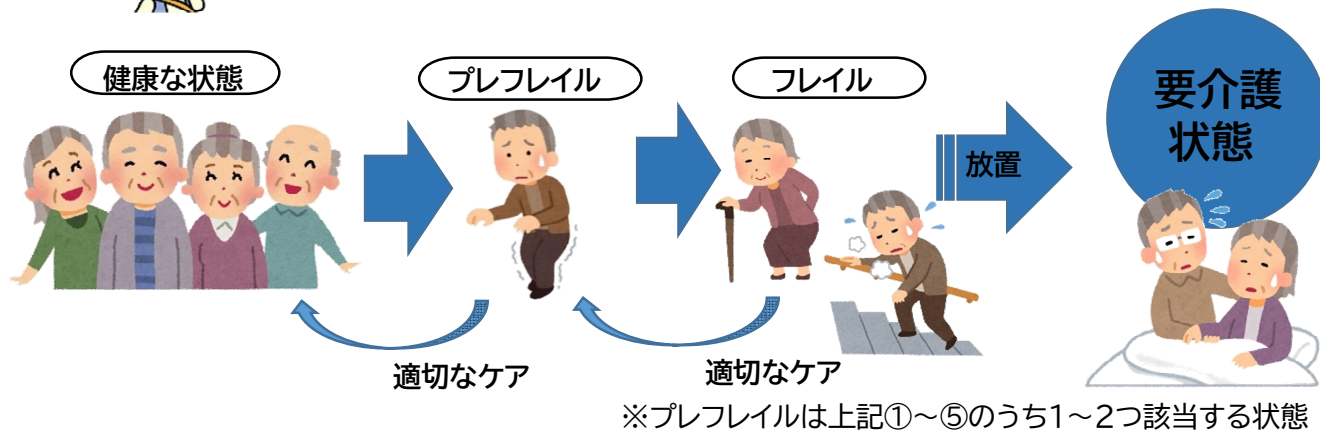 健康な状態
プレフレイル
フレイル
放置
要介護
状態
適切なケア
適切なケア
※プレフレイルは上記①～⑤のうち1～2つ該当する状態